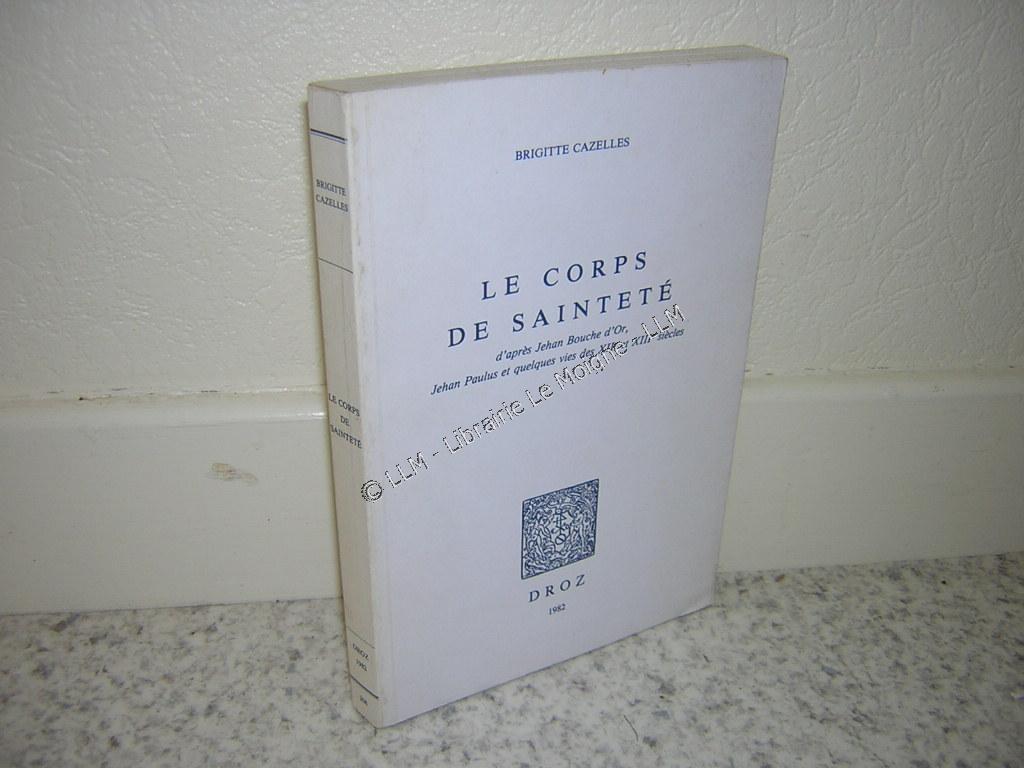 BRIGITTE CAZELLES
LE CORPS
DE SAINTETÉ
d'après Jehan Bouche d'Or,
Jehan Paulus et quelques vies des XIIe et XIIIe siècles
DROZ
1982
BRIGITTE
CAZELLES
LE CORPS
DE
SAINTETÉ
DROZ
1982
© LLM - Librairie Le Moigne - LLM